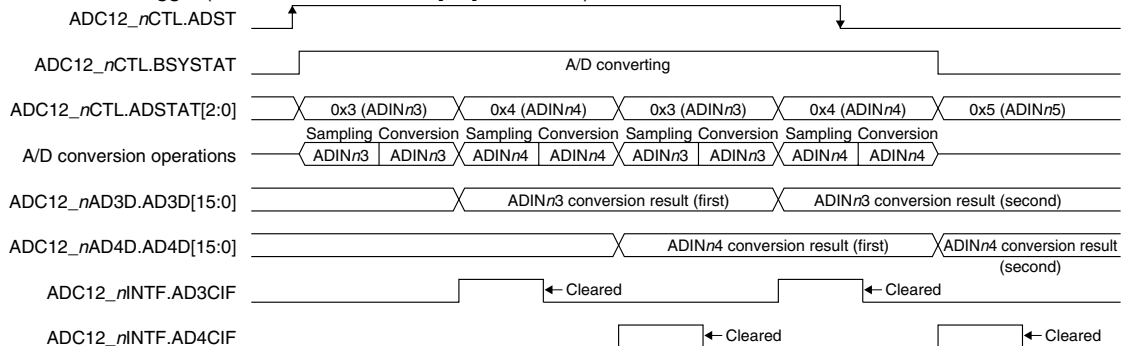 ADC12_nCTL.ADST
ADC12_nCTL.BSYSTAT
A/D converting
ADC12_nCTL.ADSTAT[2:0]
0x3 (ADINn3) 0x4 (ADINn4) 0x3 (ADINn3) 0x4 (ADINn4) 0x5 (ADINn5)
Sampling Conversion Sampling Conversion Sampling Conversion Sampling Conversion
A/D conversion operations
ADINn3 ADINn3 ADINn4 ADINn4 ADINn3 ADINn3 ADINn4 ADINn4
ADC12_nAD3D.AD3D[15:0]
ADINn3 conversion result (first) ADINn3 conversion result (second)
ADC12_nAD4D.AD4D[15:0]
ADINn4 conversion result (first) ADINn4 conversion result
(second)
ADC12_nINTF.AD3CIF
Cleared Cleared
ADC12_nINTF.AD4CIF
Cleared Cleared